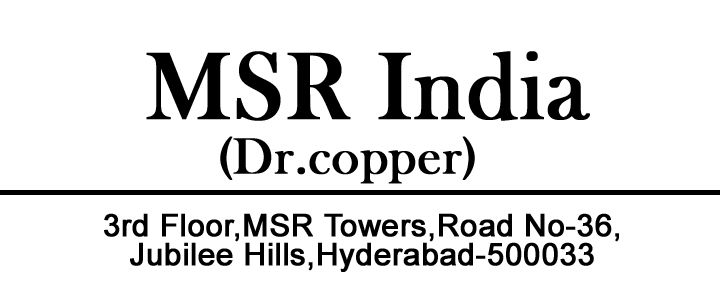 MSR India
(Dr.copper)
3rd Floor,MSR Towers,Road No-36,
Jubilee Hills,Hyderabad-500033